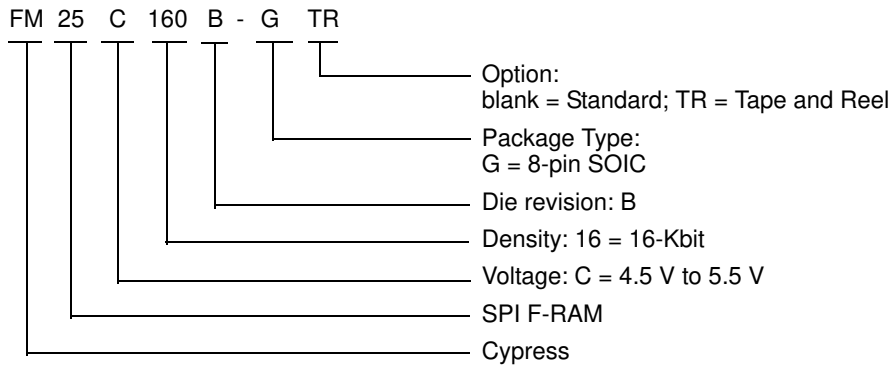 FM 25 C 160 B - G TR
Option:
blank = Standard; TR = Tape and Reel
Package Type:
G = 8-pin SOIC
Die revision: B
Density: 16 = 16-Kbit
Voltage: C = 4.5 V to 5.5 V
SPI F-RAM
Cypress